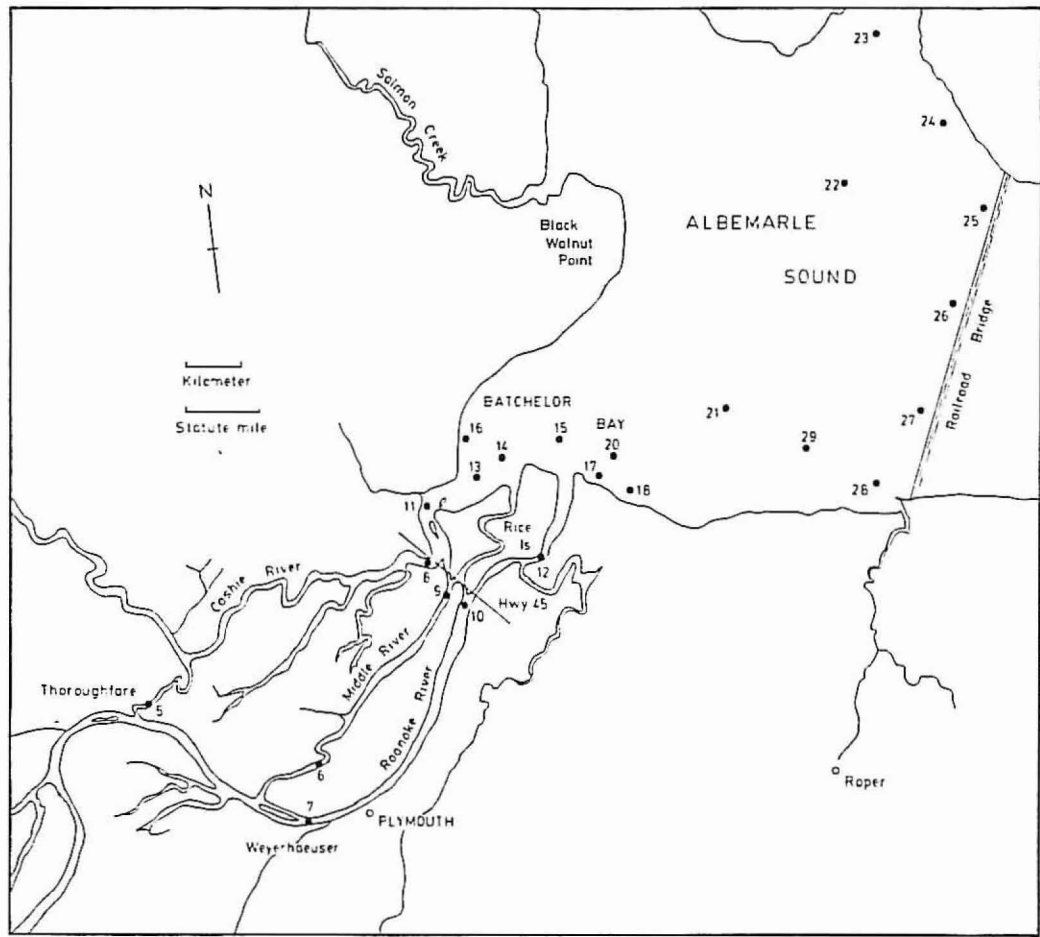 23
24
Salmon Creek
22
N
25
Black
Walnut
Point
ALBEMARLE
SOUND
26
Railroad Bridge
Kilometer
Statute mile
BATCHELOR
BAY
21
27
16
15
20
14
29
13
17
18
28
11
Rice
Is
8
12
Cashie River
9
Hwy 45
10
Middle River
Roanoke River
Thoroughfare
5
6
7
Roper
PLYMOUTH
Weyerhaeuser